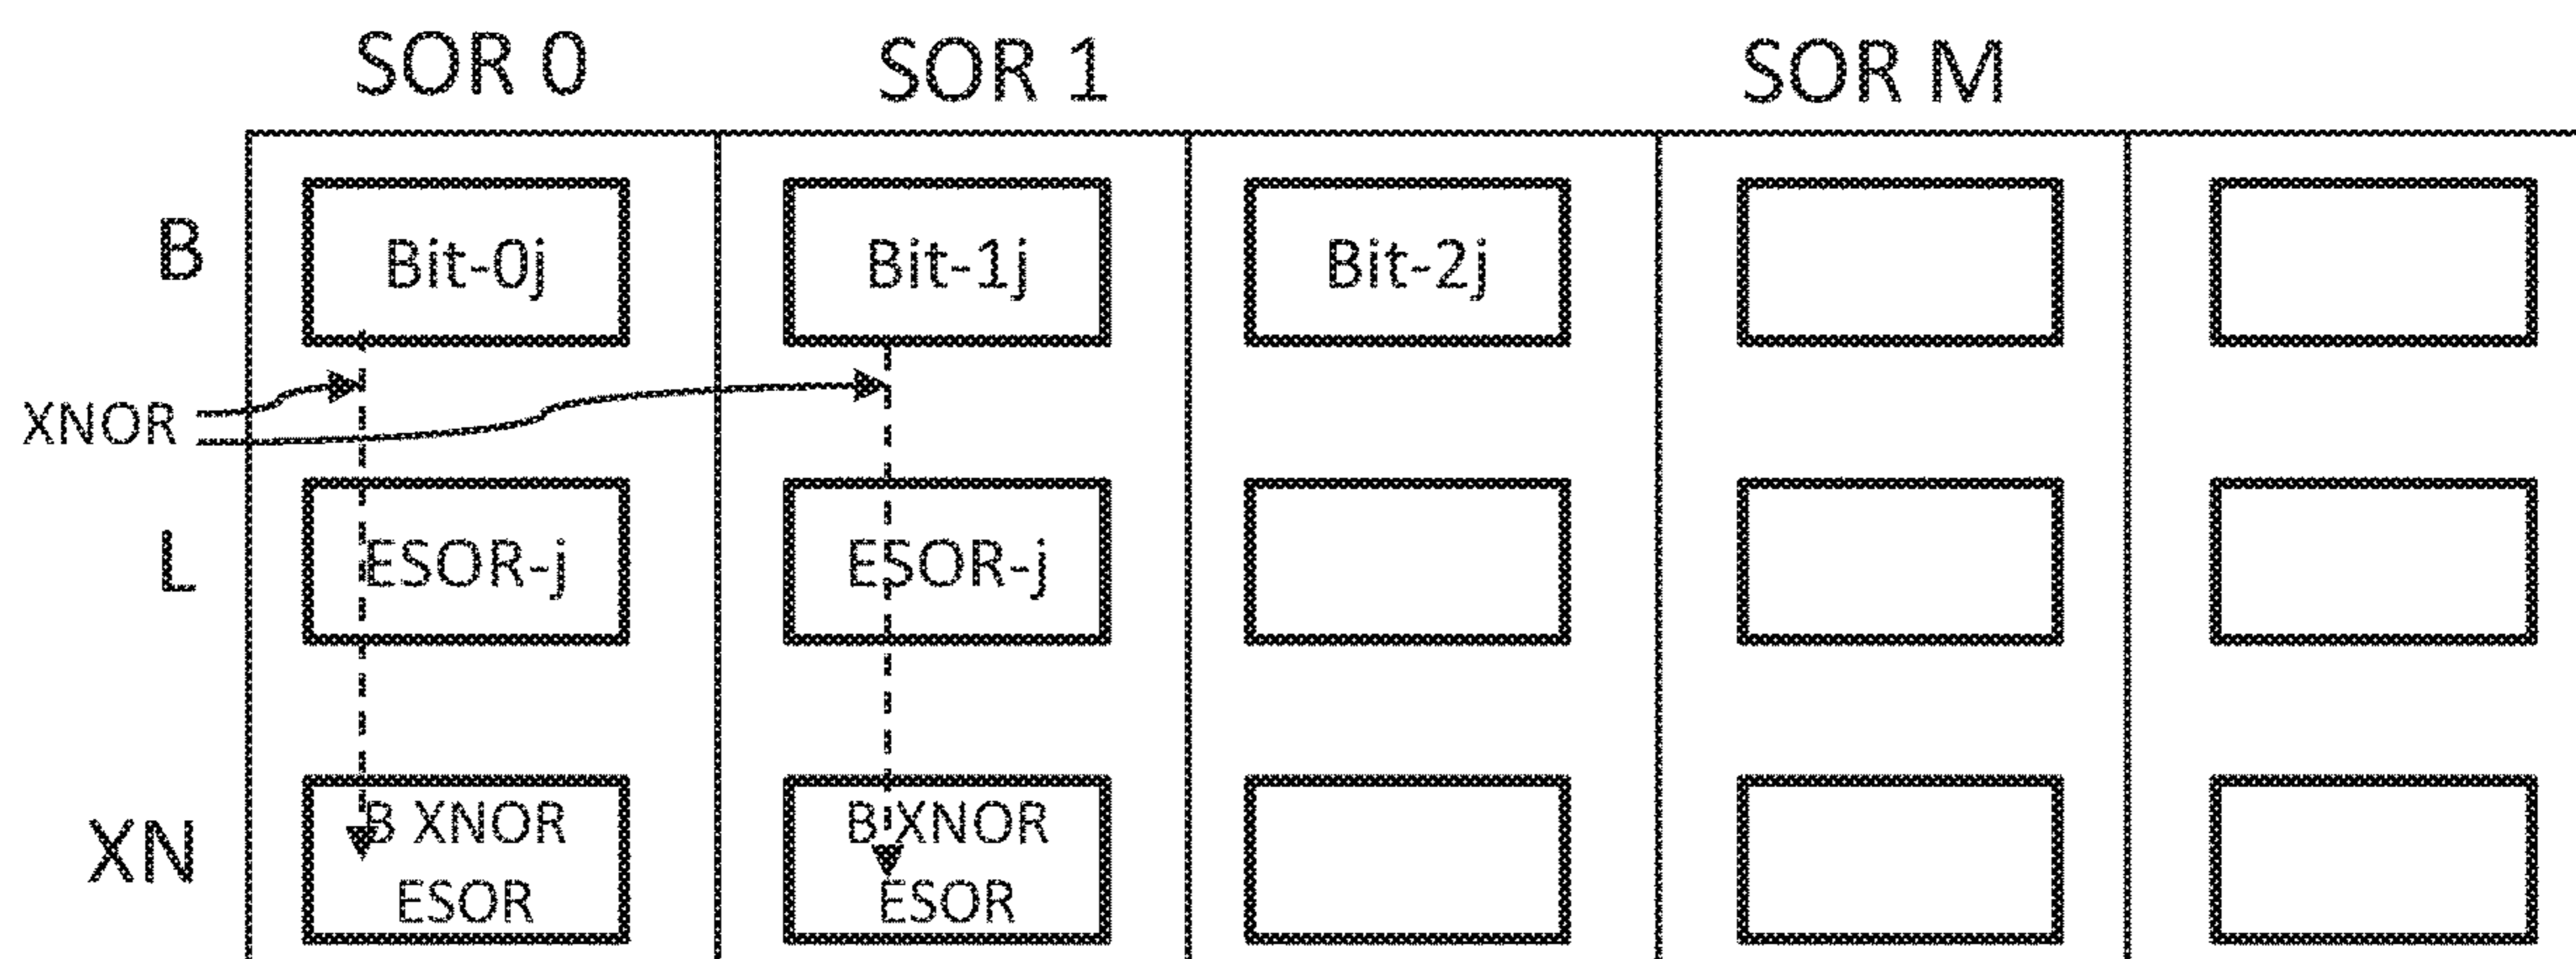 SOR 0 SOR 1 SOR M
B Bit-0j Bit-1j Bit-2j
XNOR
L ESOR-j ESOR-j
XN B XNOR B XNOR
ESOR ESOR